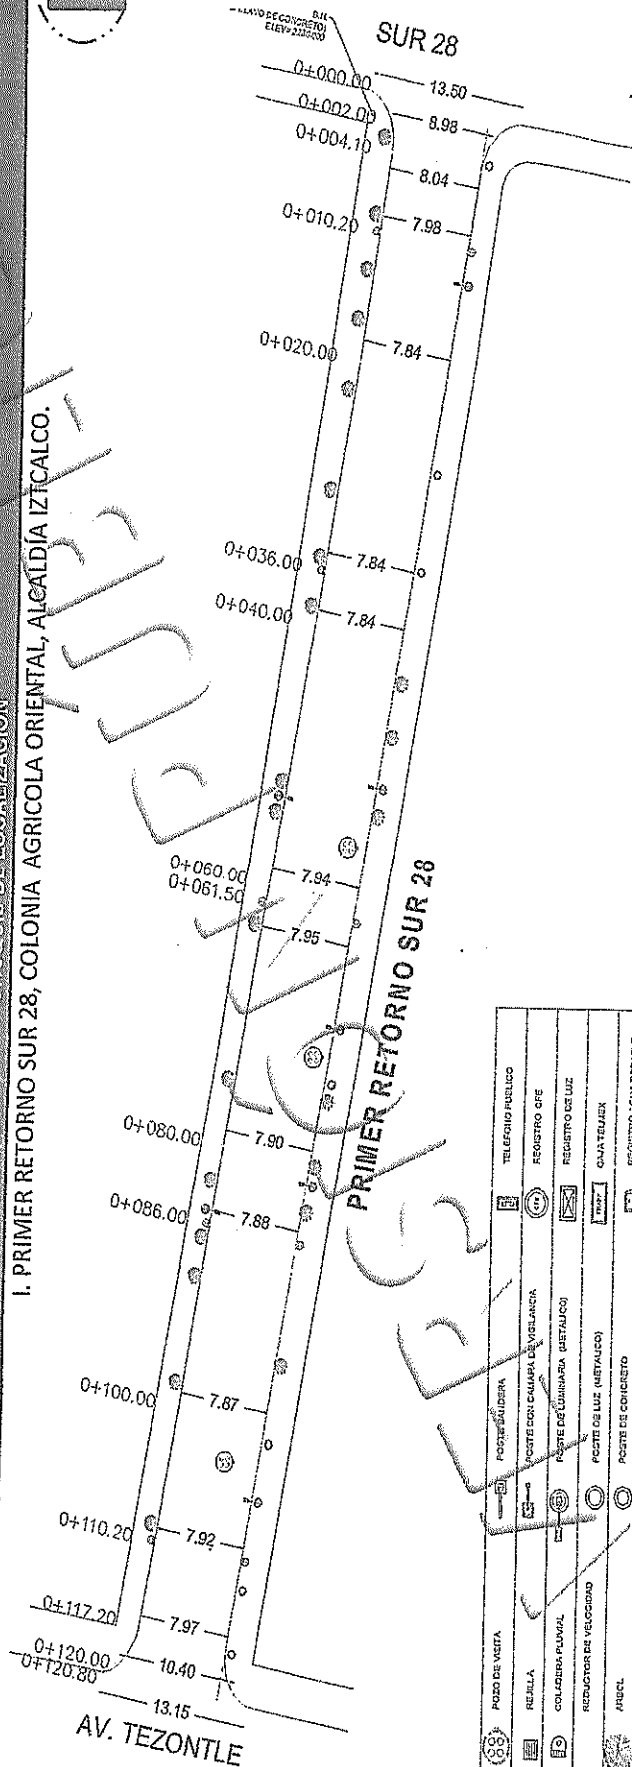 B.N.
CLAVO DE CONCRETO)
SUR 28
0+000.00
13.50
0+002.00
8.98
0+004.10
8.04
0+010.20
7.98
0+020.00
7.84
I. PRIMER RETORNO SUR 28, COLONIA AGRICOLA ORIENTAL, ALCALDÍA IZTCALCO.
0+036.00
7.84
0+040.00
7.84
0+060.00
7.94
0+061.50
7.95
PRIMER RETORNO SUR 28
0+080.00
7.90
0+086.00
7.88
0+100.00
7.87
0+110.20
7.92
0+117.20
7.97
0+120.00
10.40
0+120.80
13.15
AV. TEZONTLE
POZO DE VISITA
POSTE BANDERA
TELEFONO PUBLICO
REJILLA
POSTE CON CAMARA DE VIGILANCIA
REGISTRO CFE
COLADERA PLUVIAL
POSTE DE LUMINARIA (METALICO)
REGISTRO DE LUZ
REDUCTOR DE VELOCIDAD
POSTE DE LUZ (METALICO)
CAJA TELMEX
ARBOL
POSTE DE CONCRETO
VERSIÓN PÚBLICA